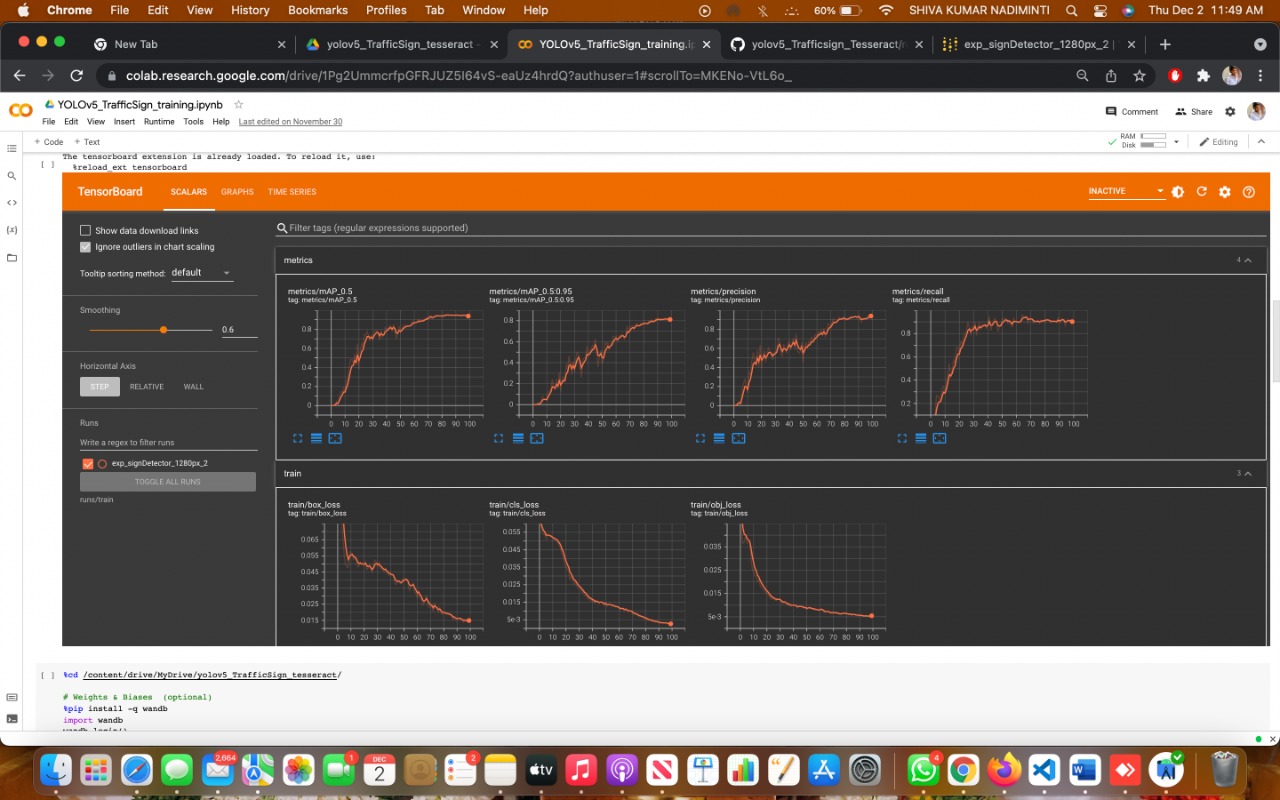 Chrome File Edit View History Bookmarks Profiles Tab Window Help 60% SHIVA KUMAR NADIMINTI Thu Dec 2 11:49 AM
New Tab yolov5_TrafficSign_tesseract - YOLOv5_TrafficSign_training.ip yolov5_Trafficsign_Tesseract/r exp_signDetector_1280px_2 |
colab.research.google.com/drive/1Pg2UmmcrfpGFRJUZ5I64vS-eaUz4hrdQ?authuser=1#scrollTo=MKENo-VtL6o_
YOLOv5_TrafficSign_training.ipynb
Comment Share
File Edit View Insert Runtime Tools Help Last edited on November 30
+ Code + Text RAM Disk Editing
The tensorboard extension is already loaded. To reload it, use:
[ ] %reload_ext tensorboard
TensorBoard SCALARS GRAPHS TIME SERIES INACTIVE
Show data download links
Ignore outliers in chart scaling
Tooltip sorting method: default
Smoothing
0.6
Horizontal Axis
STEP RELATIVE WALL
Runs
Write a regex to filter runs
exp_signDetector_1280px_2
TOGGLE ALL RUNS
runs/train
Filter tags (regular expressions supported)
metrics 4
metrics/mAP_0.5 metrics/mAP_0.5:0.95 metrics/precision metrics/recall
tag: metrics/mAP_0.5 tag: metrics/mAP_0.5:0.95 tag: metrics/precision tag: metrics/recall
0.8 0.8 0.8 0.8
0.6 0.6 0.6 0.6
0.4 0.4 0.4 0.4
0.2 0.2 0.2 0.2
0 0 0
0 10 20 30 40 50 60 70 80 90 100 0 10 20 30 40 50 60 70 80 90 100 0 10 20 30 40 50 60 70 80 90 100 0 10 20 30 40 50 60 70 80 90 100
train 3
train/box_loss train/cls_loss train/obj_loss
tag: train/box_loss tag: train/cls_loss tag: train/obj_loss
0.065 0.055 0.035
0.055 0.045 0.025
0.045 0.035 0.015
0.035 0.025 5e-3
0.025 0.015
0.015 5e-3
0 10 20 30 40 50 60 70 80 90 100 0 10 20 30 40 50 60 70 80 90 100 0 10 20 30 40 50 60 70 80 90 100
[ ] %cd /content/drive/MyDrive/yolov5_TrafficSign_tesseract/
# Weights & Biases (optional)
%pip install -q wandb
import wandb
wandb.login()
2,664 1 DEC 2 2 tv 4 W AI